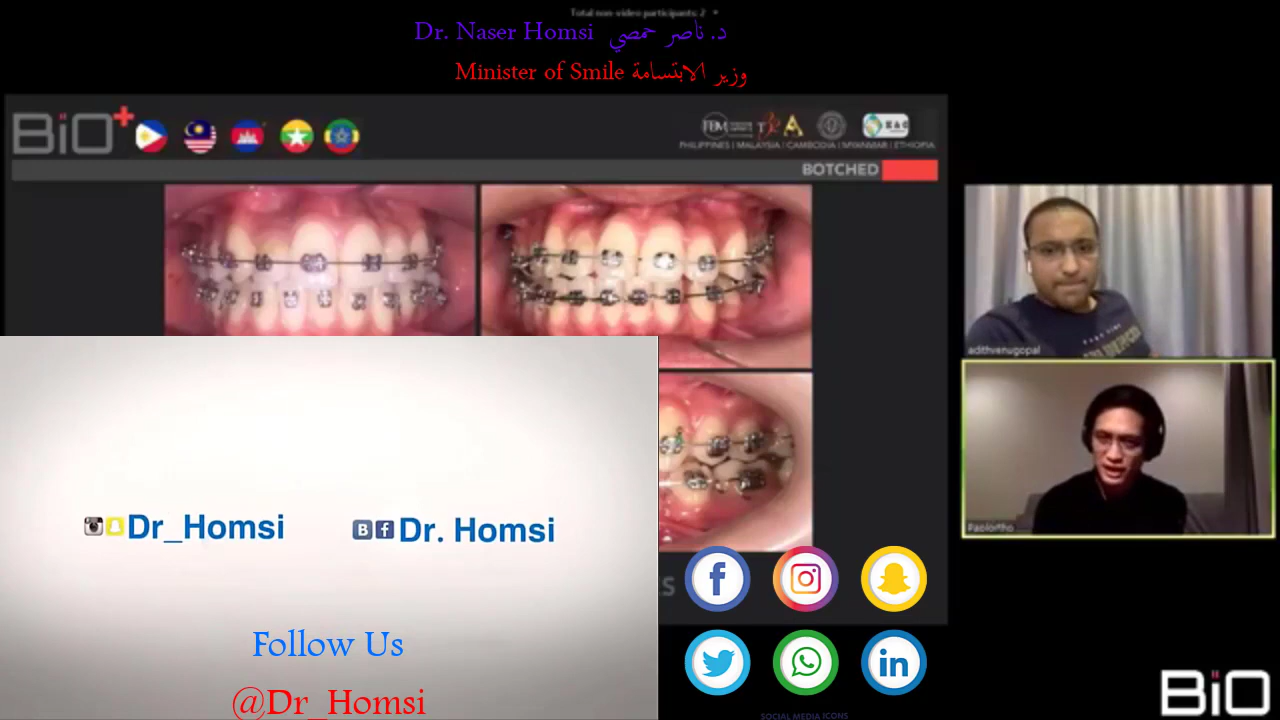 Total non-video participants: 2
Dr. Naser Homsi د. ناصر حمصي
Minister of Smile وزير الابتسامة
BiO+
PHILIPPINES | MALAYSIA | CAMBODIA | MYANMAR | ETHIOPIA
BOTCHED
adithvenugopal
Paolortho
Dr_Homsi
Dr. Homsi
Follow Us
@Dr_Homsi
SOCIAL MEDIA ICONS
BiO